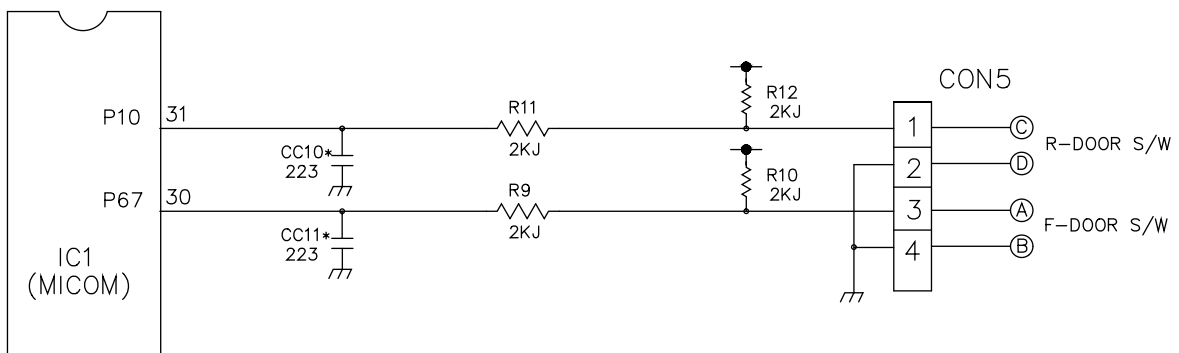 CON5
R12
2KJ
P10
31
R11
2KJ
1
C
R-DOOR S/W
CC10*
223
2
D
R10
2KJ
P67
30
R9
2KJ
3
A
F-DOOR S/W
CC11*
223
4
B
IC1
(MICOM)